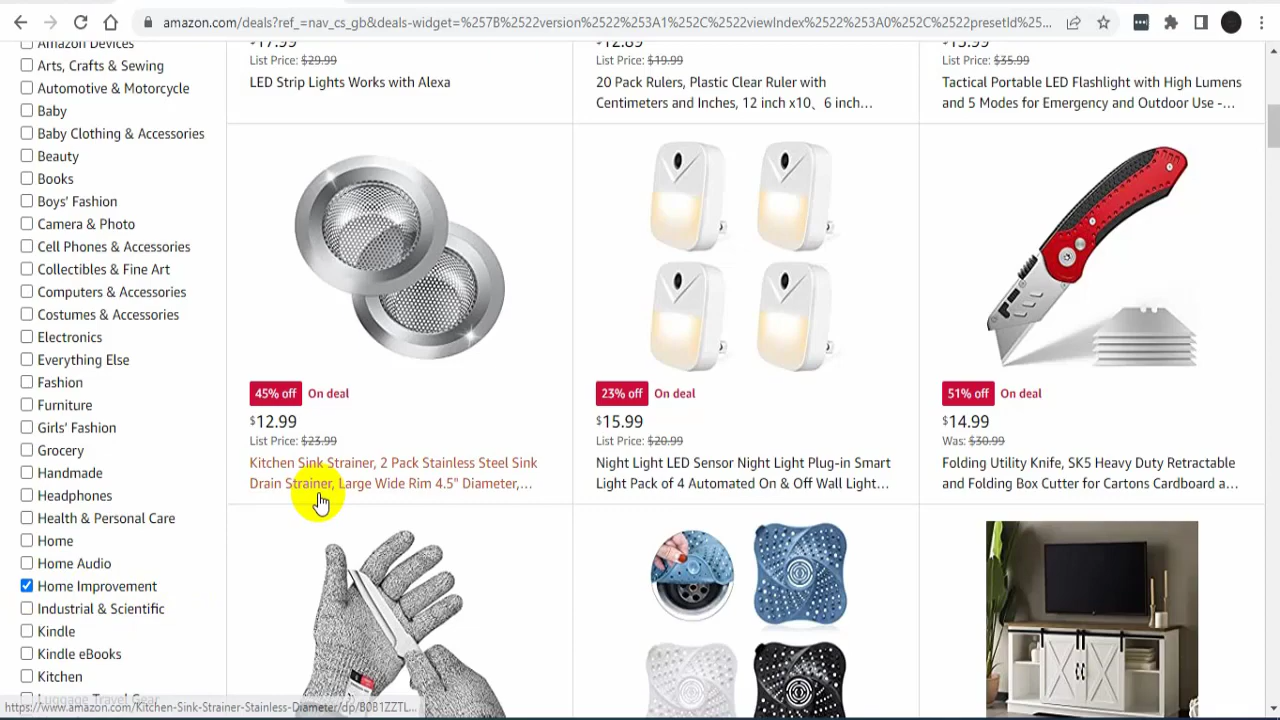 amazon.com/deals?ref_=nav_cs_gb&deals-widget=%257B%2522version%2522%253A1%252C%2522viewIndex%2522%253A0%252C%2522presetId%25...
Amazon Devices
Arts, Crafts & Sewing
Automotive & Motorcycle
Baby
Baby Clothing & Accessories
Beauty
Books
Boys' Fashion
Camera & Photo
Cell Phones & Accessories
Collectibles & Fine Art
Computers & Accessories
Costumes & Accessories
Electronics
Everything Else
Fashion
Furniture
Girls' Fashion
Grocery
Handmade
Headphones
Health & Personal Care
Home
Home Audio
Home Improvement
Industrial & Scientific
Kindle
Kindle eBooks
Kitchen
Luggage Travel Gear
$17.99
List Price: $29.99
LED Strip Lights Works with Alexa
$12.89
List Price: $19.99
20 Pack Rulers, Plastic Clear Ruler with
Centimeters and Inches, 12 inch x10、6 inch...
List Price: $35.99
Tactical Portable LED Flashlight with High Lumens
and 5 Modes for Emergency and Outdoor Use -...
45% off On deal
$12.99
List Price: $23.99
Kitchen Sink Strainer, 2 Pack Stainless Steel Sink
Drain Strainer, Large Wide Rim 4.5" Diameter,...
23% off On deal
$15.99
List Price: $20.99
Night Light LED Sensor Night Light Plug-in Smart
Light Pack of 4 Automated On & Off Wall Light...
51% off On deal
$14.99
Was: $30.99
Folding Utility Knife, SK5 Heavy Duty Retractable
and Folding Box Cutter for Cartons Cardboard a...
https://www.amazon.com/Kitchen-Sink-Strainer-Stainless-Diameter/dp/B0B1ZZTL...